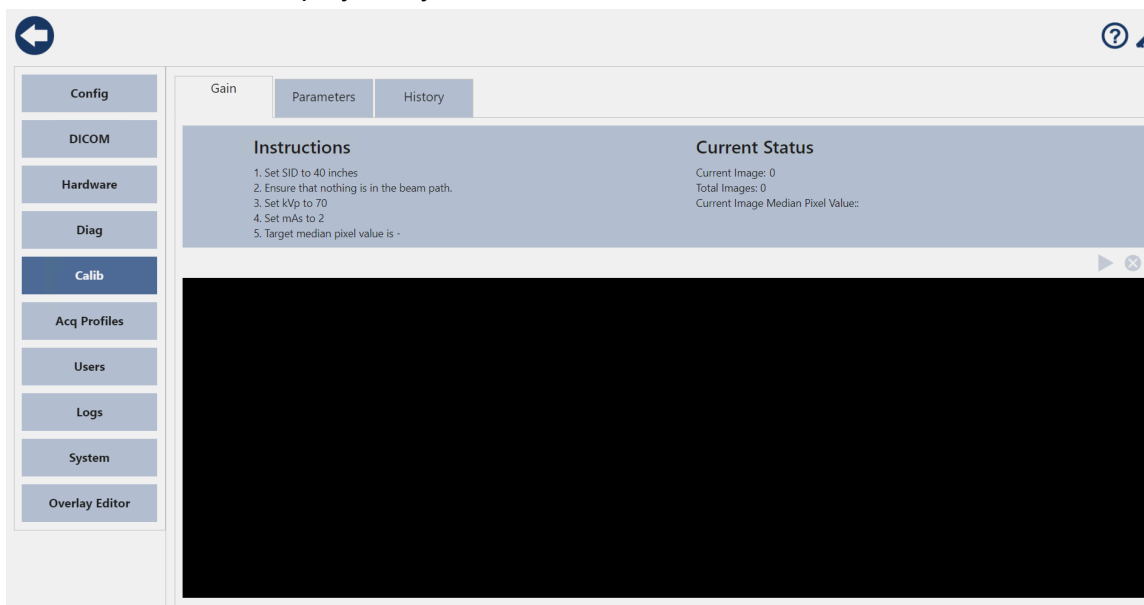 ?
Config
DICOM
Hardware
Diag
Calib
Acq Profiles
Users
Logs
System
Overlay Editor
Gain
Parameters
History
Instructions
1. Set SID to 40 inches
2. Ensure that nothing is in the beam path.
3. Set kVp to 70
4. Set mAs to 2
5. Target median pixel value is -
Current Status
Current Image: 0
Total Images: 0
Current Image Median Pixel Value::